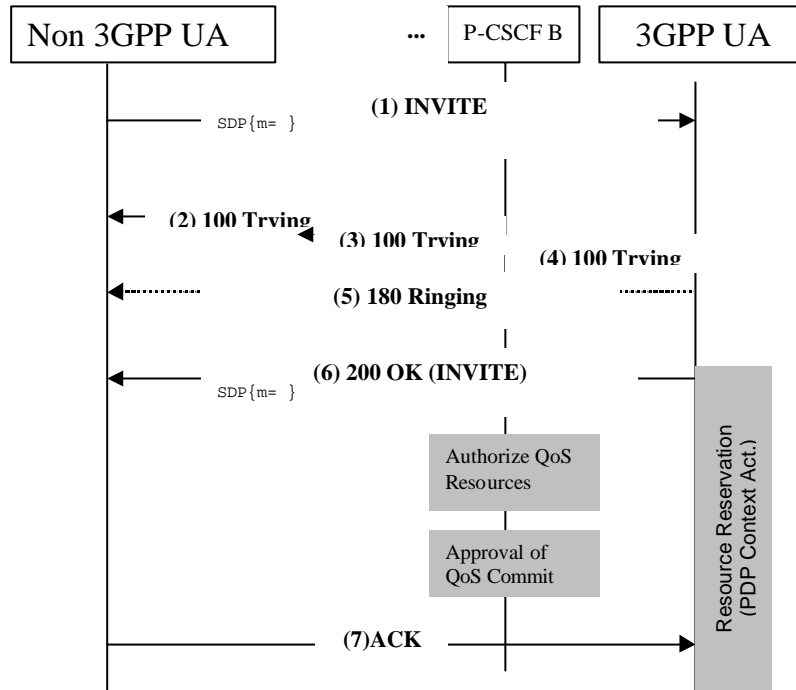 Non 3GPP UA
...
P-CSCF B
3GPP UA
(1) INVITE
SDP{m= }
(2) 100 Trying
(3) 100 Trying
(4) 100 Trying
(5) 180 Ringing
(6) 200 OK (INVITE)
SDP{m= }
Authorize QoS
Resources
Approval of
QoS Commit
Resource Reservation
(PDP Context Act.)
(7)ACK